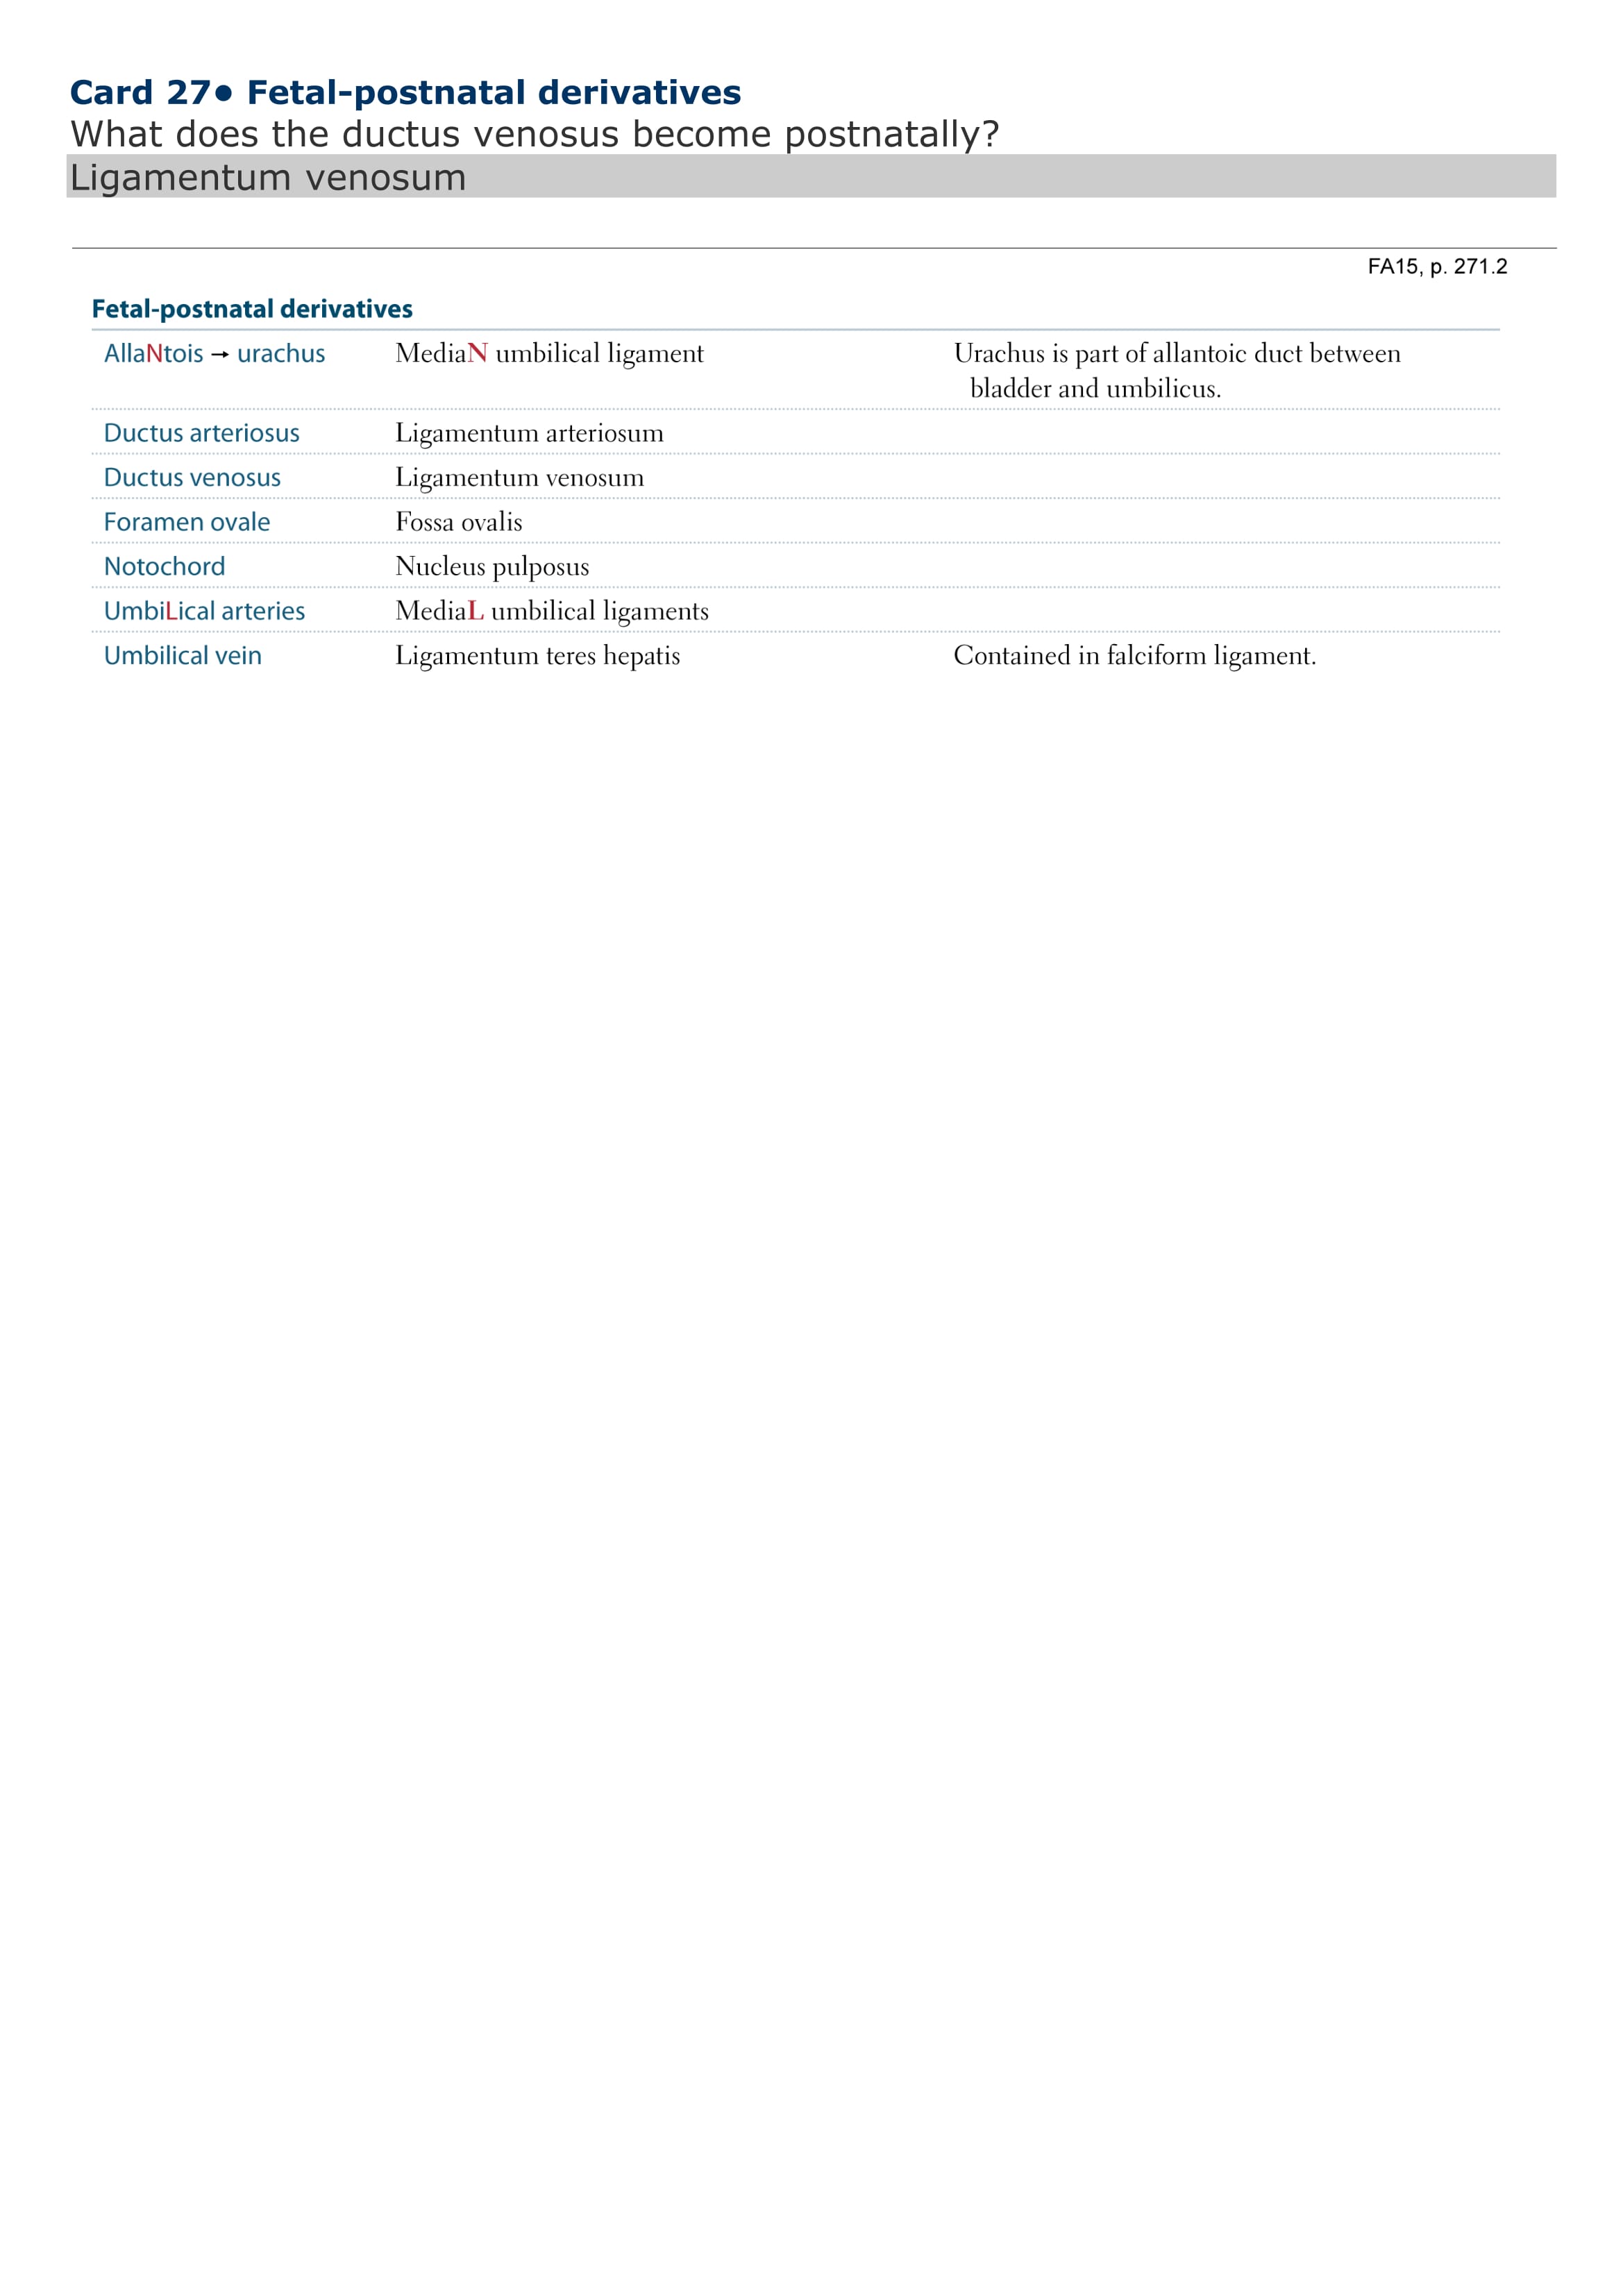 Card 27• Fetal-postnatal derivatives
What does the ductus venosus become postnatally?
Ligamentum venosum
FA15, p. 271.2
Fetal-postnatal derivatives
AllaNtois → urachus MediaN umbilical ligament Urachus is part of allantoic duct between
bladder and umbilicus.
Ductus arteriosus Ligamentum arteriosum
Ductus venosus Ligamentum venosum
Foramen ovale Fossa ovalis
Notochord Nucleus pulposus
UmbiLical arteries MediaL umbilical ligaments
Umbilical vein Ligamentum teres hepatis Contained in falciform ligament.